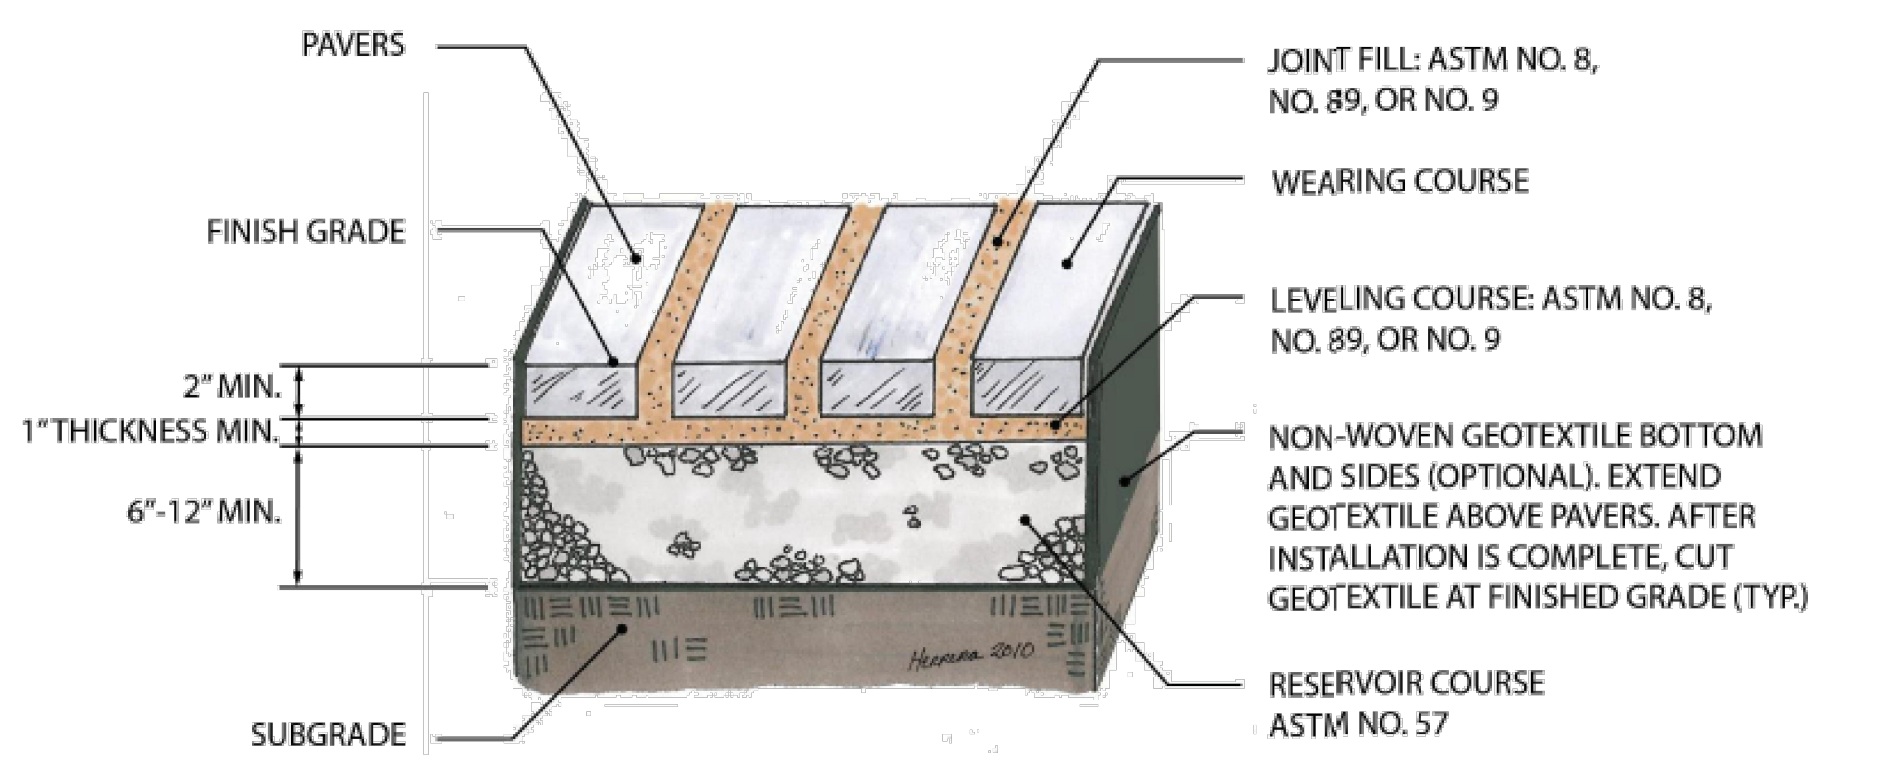 PAVERS
FINISH GRADE
2" MIN.
1" THICKNESS MIN.
6"-12" MIN.
SUBGRADE
JOINT FILL: ASTM NO. 8,
NO. 89, OR NO. 9
WEARING COURSE
LEVELING COURSE: ASTM NO. 8,
NO. 89, OR NO. 9
NON-WOVEN GEOTEXTILE BOTTOM
AND SIDES (OPTIONAL). EXTEND
GEOTEXTILE ABOVE PAVERS. AFTER
INSTALLATION IS COMPLETE, CUT
GEOTEXTILE AT FINISHED GRADE (TYP.)
RESERVOIR COURSE
ASTM NO. 57
HERRERA 2010